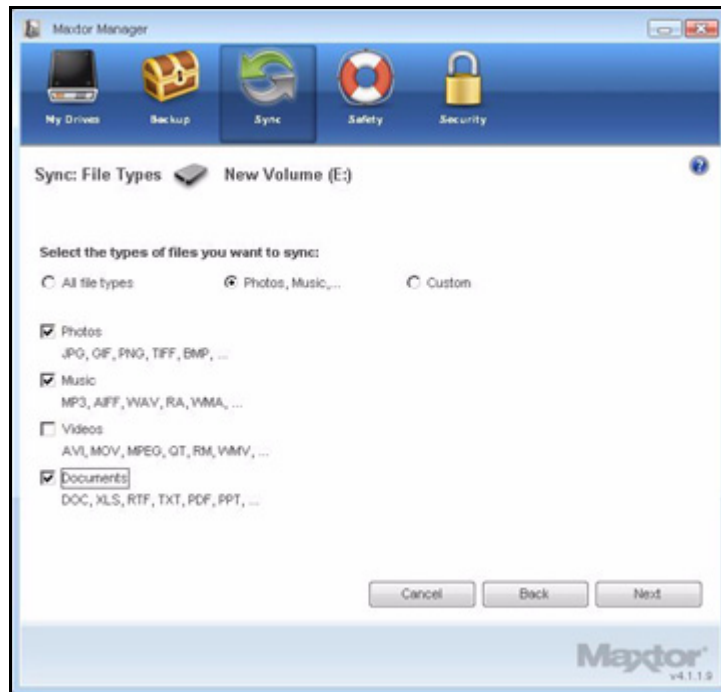 Maxtor Manager
My Drives Backup Sync Safety Security
Sync: File Types New Volume (E:)
Select the types of files you want to sync:
All file types Photos, Music,... Custom
Photos
JPG, GIF, PNG, TIFF, BMP, ...
Music
MP3, AIFF, WAV, RA, WMA, ...
Videos
AVI, MOV, MPEG, QT, RM, WMV, ...
Documents
DOC, XLS, RTF, TXT, PDF, PPT, ...
Cancel Back Next
Maxtor
v4.1.1.9